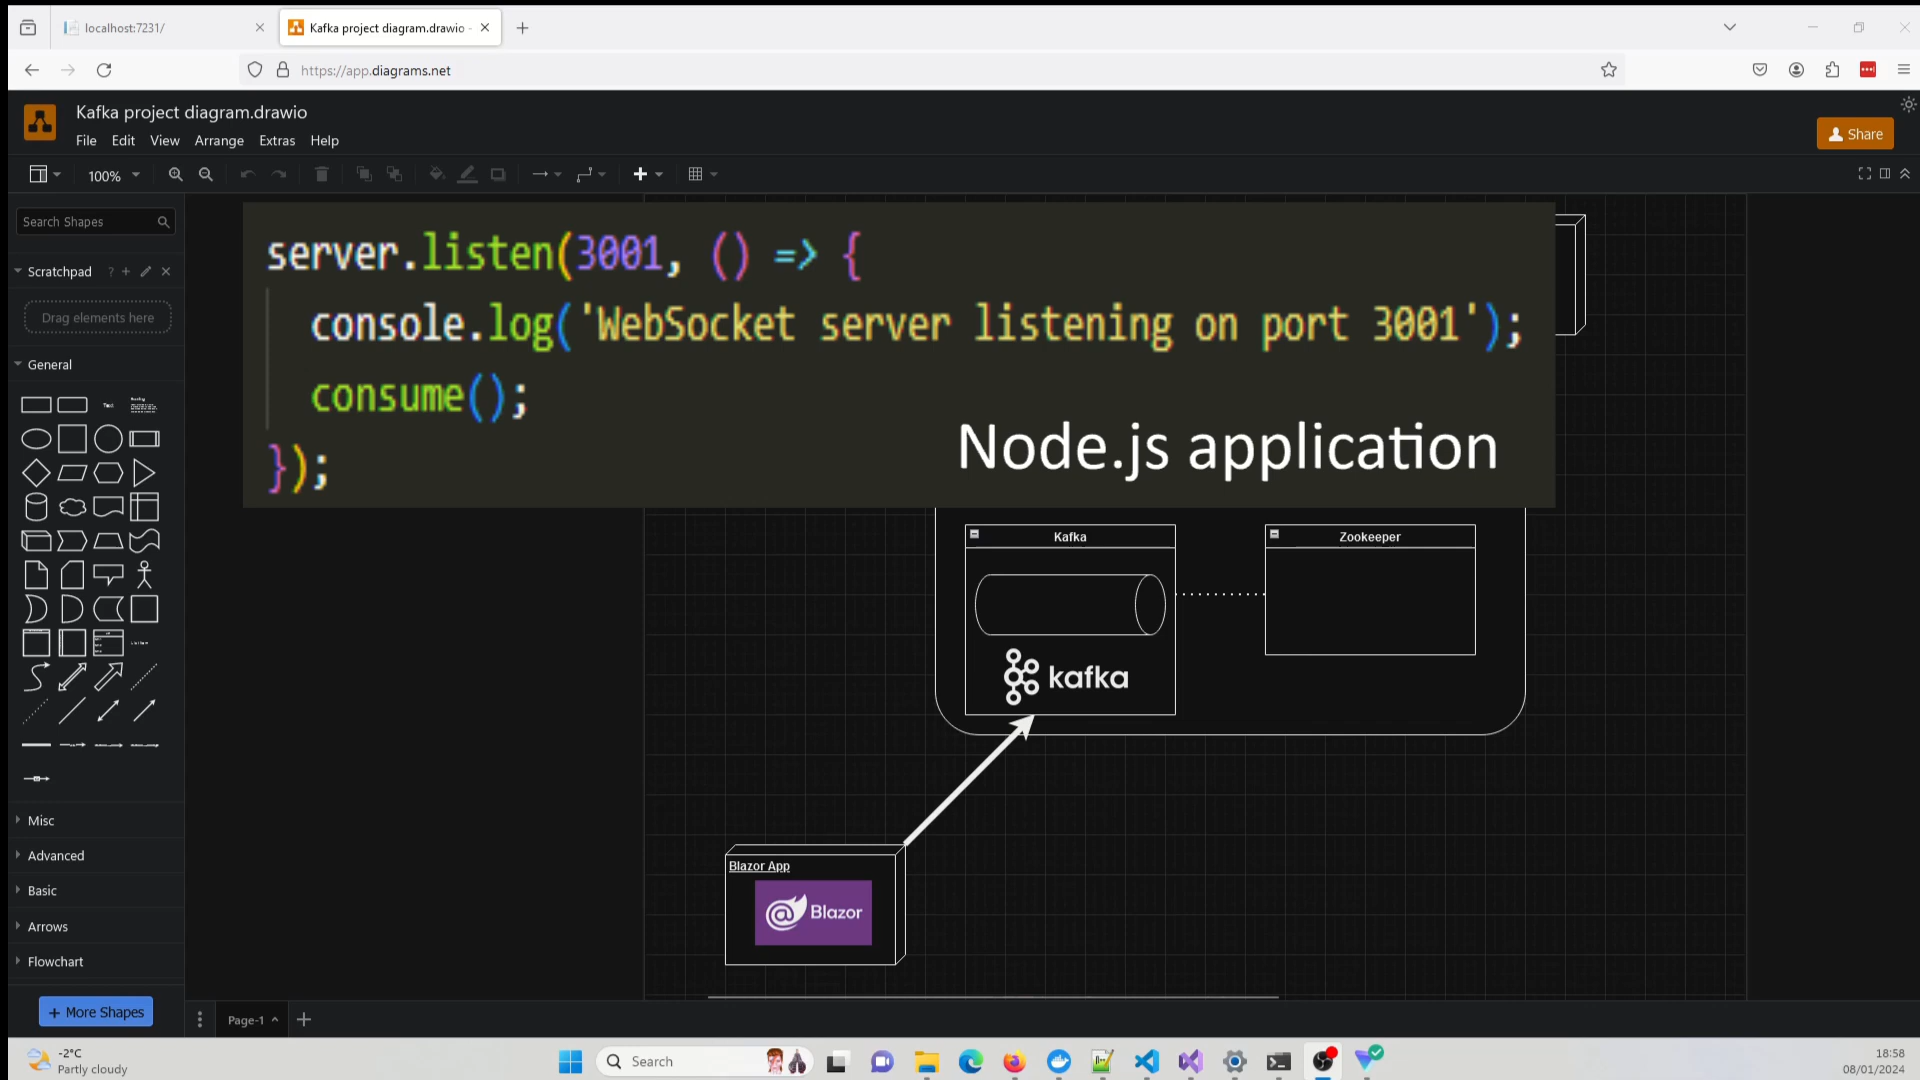 localhost:7231/
Kafka project diagram.drawio -
https://app.diagrams.net
Kafka project diagram.drawio
File Edit View Arrange Extras Help
Share
100%
Search Shapes
Scratchpad
?
Drag elements here
General
Text
Misc
Advanced
Basic
Arrows
Flowchart
+ More Shapes
server.listen(3001, () => {
console.log('WebSocket server listening on port 3001');
consume();
});
Node.js application
Kafka
Zookeeper
kafka
Blazor App
Blazor
Page-1
-2°C
Partly cloudy
Search
18:58
08/01/2024